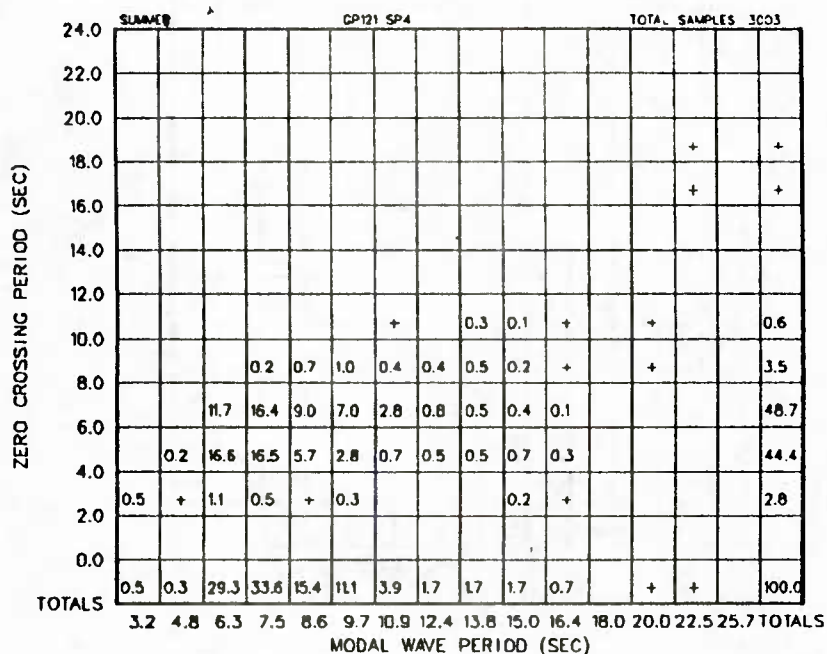 SUMMER GP121 SP4 TOTAL SAMPLES 3003
24.0
22.0
20.0
+ +
18.0
+ +
16.0
14.0
12.0
+ 0.3 0.1 + + 0.6
10.0
0.2 0.7 1.0 0.4 0.4 0.5 0.2 + + 3.5
8.0
11.7 16.4 9.0 7.0 2.8 0.8 0.5 0.4 0.1 48.7
6.0
0.2 16.6 16.5 5.7 2.8 0.7 0.5 0.5 0.7 0.3 44.4
4.0
0.5 + 1.1 0.5 + 0.3 0.2 + 2.8
2.0
0.0
0.5 0.3 29.3 33.6 15.4 11.1 3.9 1.7 1.7 1.7 0.7 + + 100.0
TOTALS
3.2 4.8 6.3 7.5 8.6 9.7 10.9 12.4 13.8 15.0 16.4 18.0 20.0 22.5 25.7 TOTALS
MODAL WAVE PERIOD (SEC)
ZERO CROSSING PERIOD (SEC)